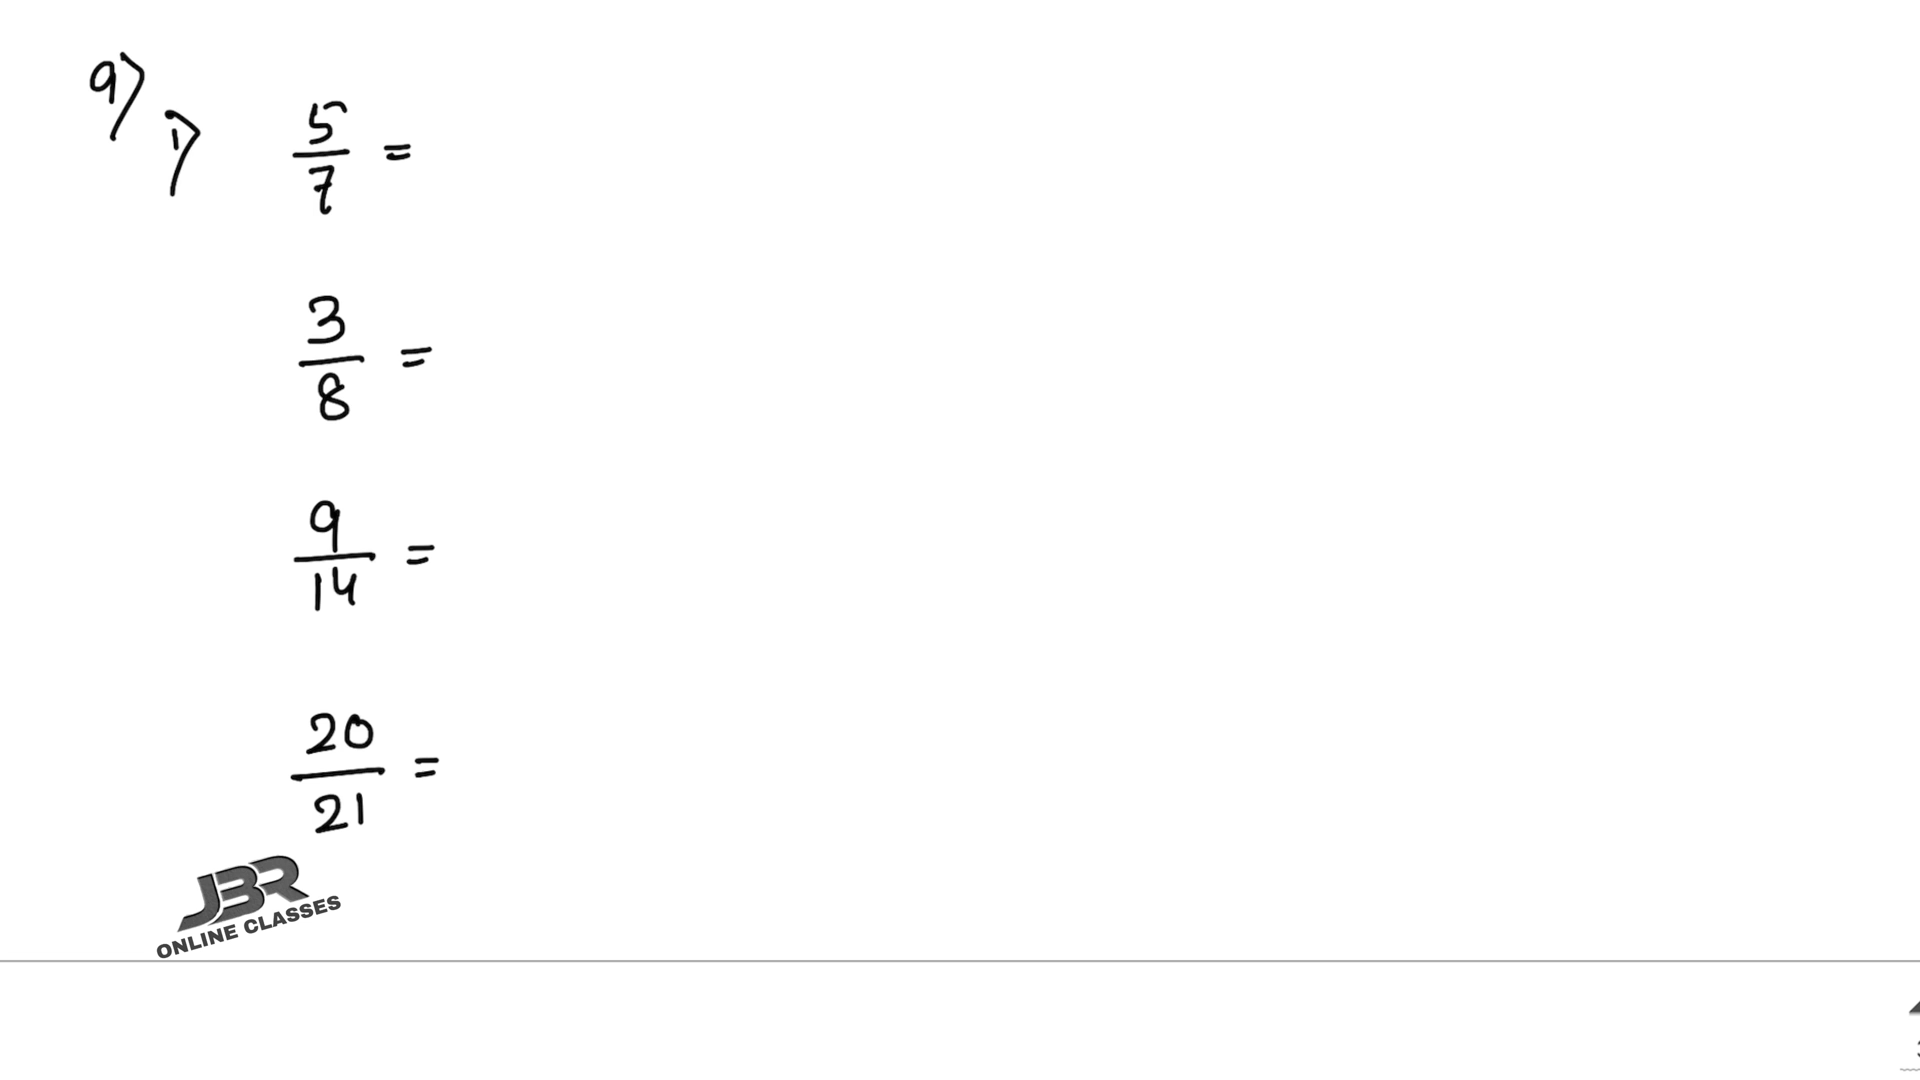 9)
i)
5/7 =
3/8 =
9/14 =
20/21 =
JBR
ONLINE CLASSES